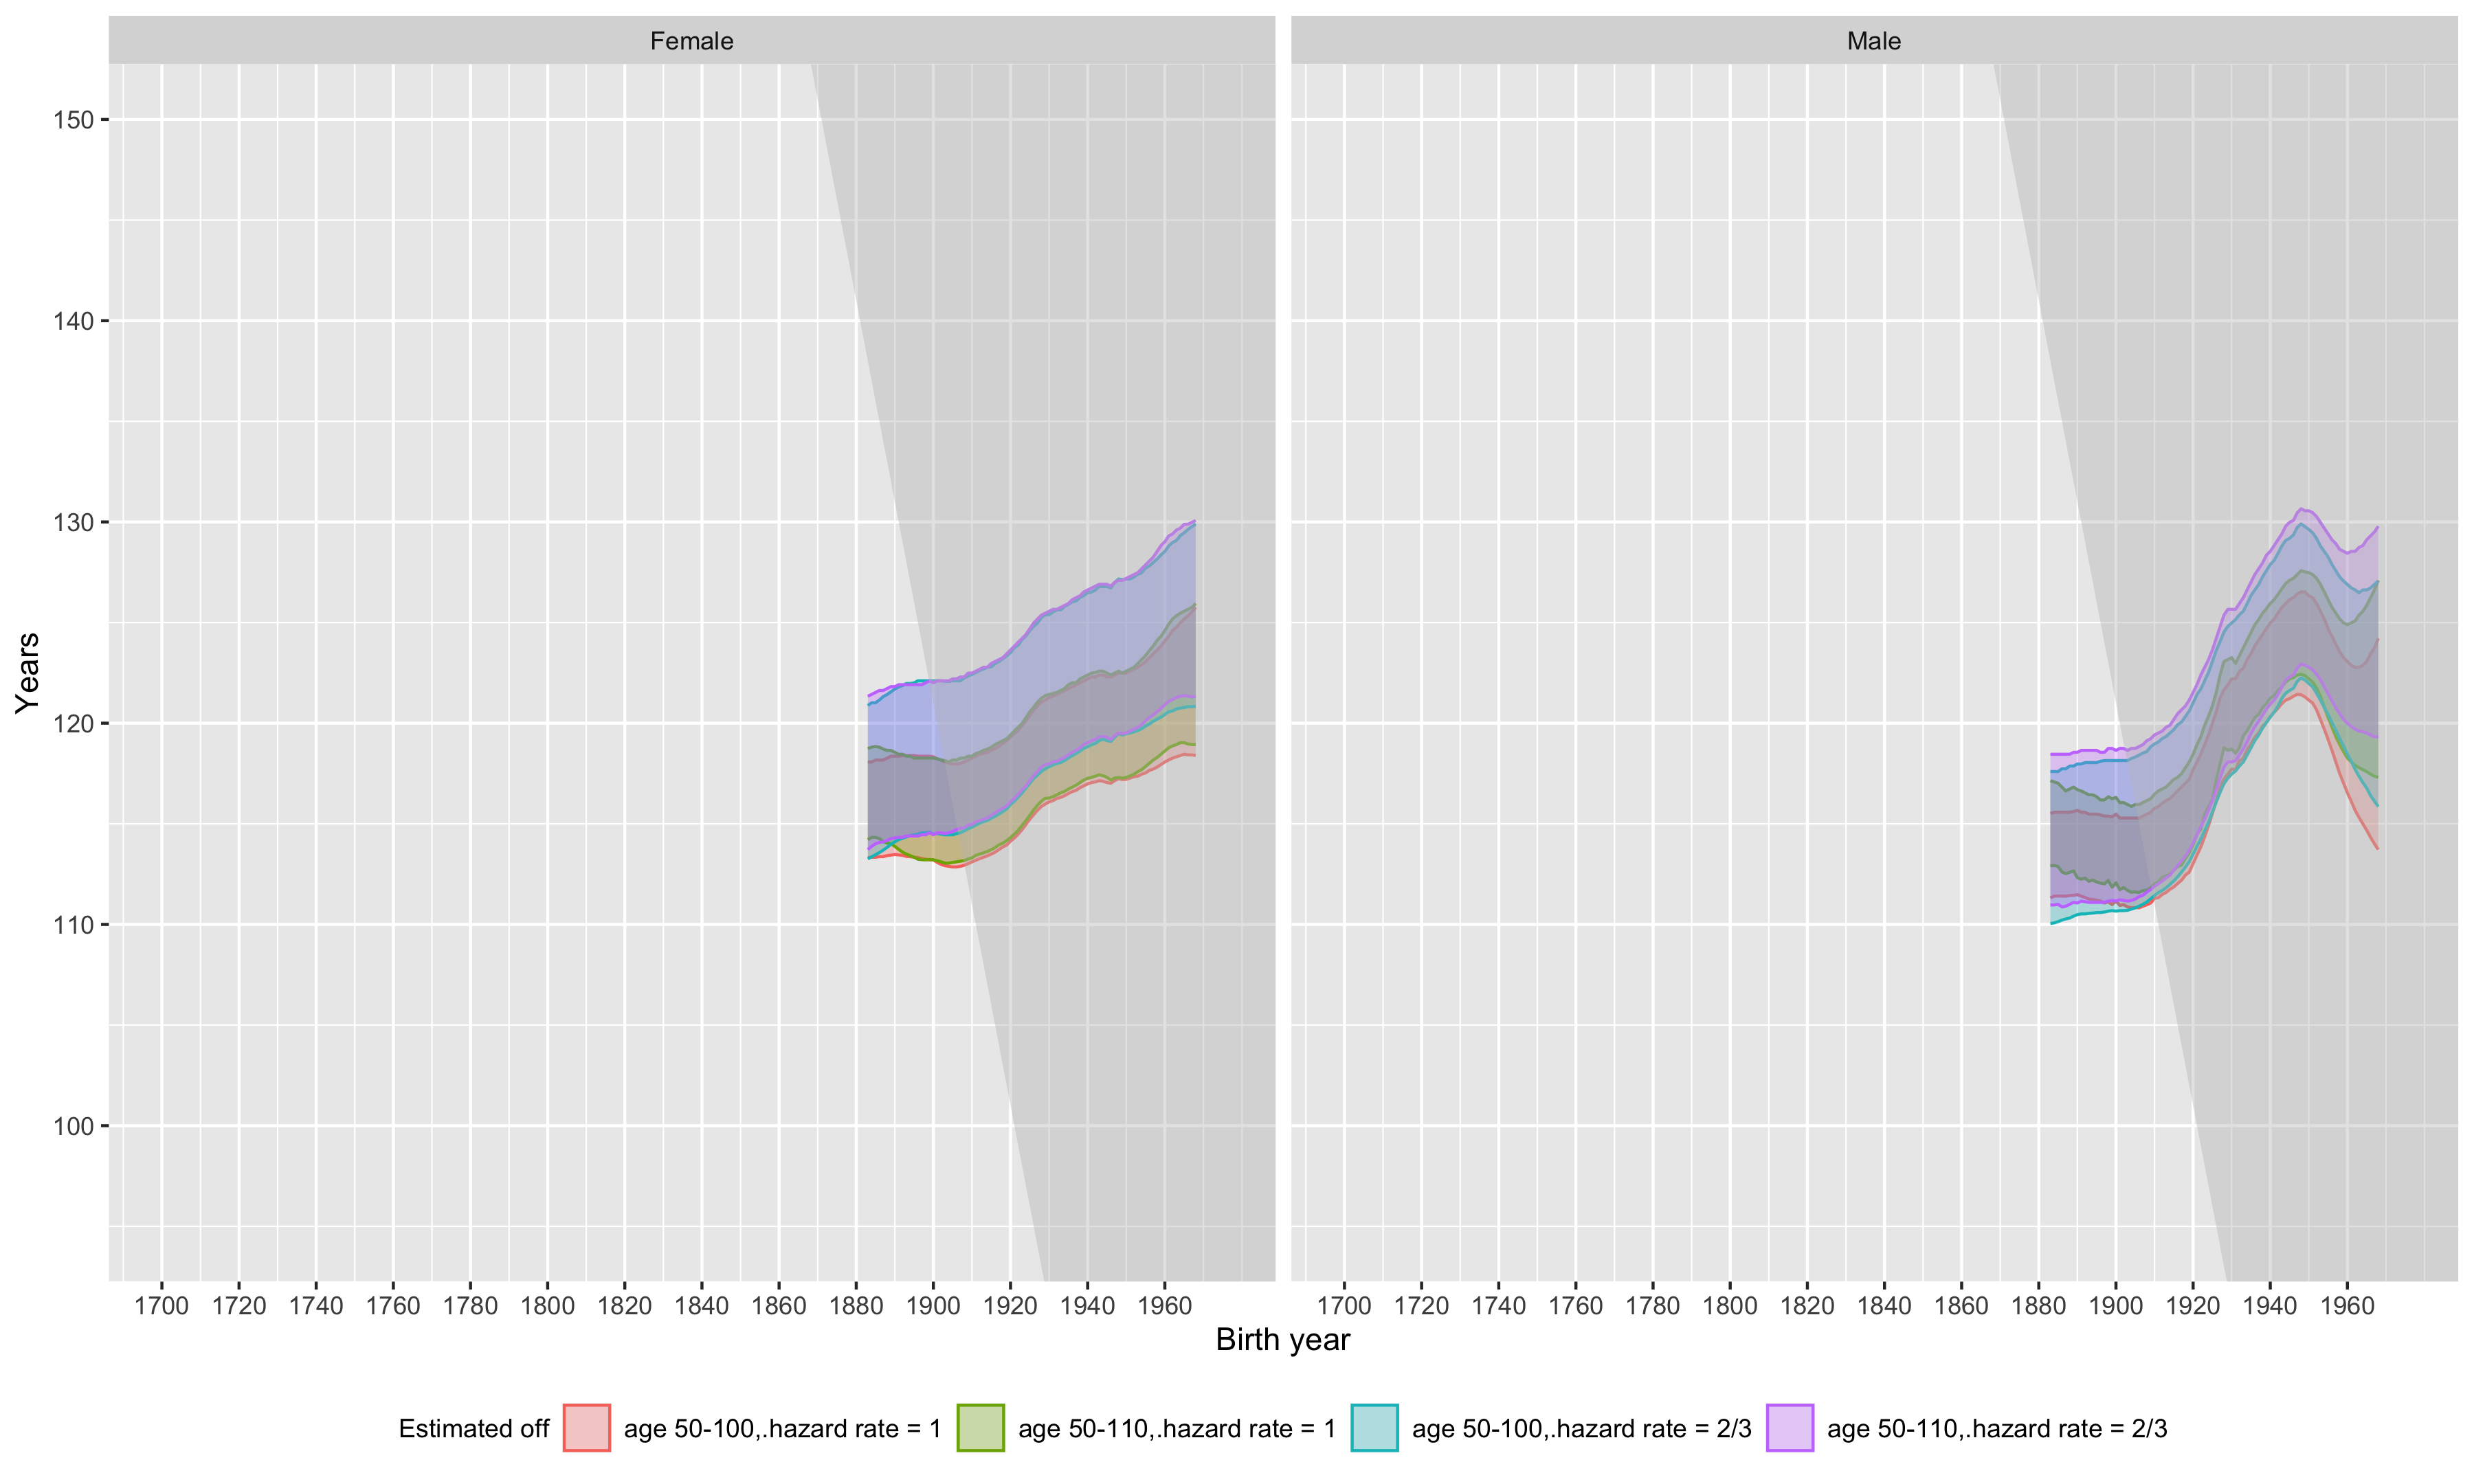 Female Male
150
140
130
120
110
100
Years
1700 1720 1740 1760 1780 1800 1820 1840 1860 1880 1900 1920 1940 1960 1700 1720 1740 1760 1780 1800 1820 1840 1860 1880 1900 1920 1940 1960
Birth year
Estimated off age 50-100,.hazard rate = 1 age 50-110,.hazard rate = 1 age 50-100,.hazard rate = 2/3 age 50-110,.hazard rate = 2/3